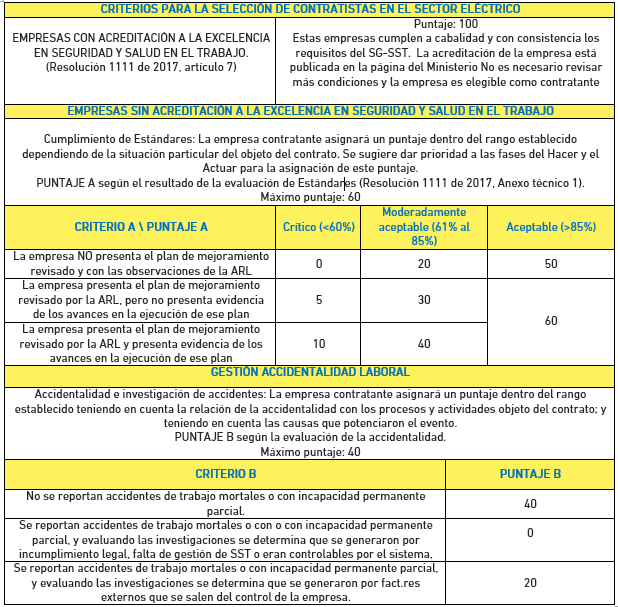 CRITERIOS PARA LA SELECCIÓN DE CONTRATISTAS EN EL SECTOR ELÉCTRICO
EMPRESAS CON ACREDITACIÓN A LA EXCELENCIA
EN SEGURIDAD Y SALUD EN EL TRABAJO.
(Resolución 1111 de 2017, artículo 7)
Puntaje: 100
Estas empresas cumplen a cabalidad y con consistencia los
requisitos del SG-SST. La acreditación de la empresa está
publicada en la página del Ministerio No es necesario revisar
más condiciones y la empresa es elegible como contratante
EMPRESAS SIN ACREDITACIÓN A LA EXCELENCIA EN SEGURIDAD Y SALUD EN EL TRABAJO
Cumplimiento de Estándares: La empresa contratante asignará un puntaje dentro del rango establecido
dependiendo de la situación particular del objeto del contrato. Se sugiere dar prioridad a las fases del Hacer y el
Actuar para la asignación de este puntaje.
PUNTAJE A según el resultado de la evaluación de Estándares (Resolución 1111 de 2017, Anexo técnico 1).
Máximo puntaje: 60
CRITERIO A \ PUNTAJE A
Crítico (<60%)
Moderadamente
aceptable (61% al
85%)
Aceptable (>85%)
La empresa NO presenta el plan de mejoramiento
revisado y con las observaciones de la ARL
0
20
50
La empresa presenta el plan de mejoramiento
revisado por la ARL, pero no presenta evidencia
de los avances en la ejecución de ese plan
5
30
60
La empresa presenta el plan de mejoramiento
revisado por la ARL y presenta evidencia de los
avances en la ejecución de ese plan
10
40
GESTIÓN ACCIDENTALIDAD LABORAL
Accidentalidad e investigación de accidentes: La empresa contratante asignará un puntaje dentro del rango
establecido teniendo en cuenta la relación de la accidentalidad con los procesos y actividades objeto del contrato; y
teniendo en cuenta las causas que potenciaron el evento.
PUNTAJE B según la evaluación de la accidentalidad.
Máximo puntaje: 40
CRITERIO B
PUNTAJE B
No se reportan accidentes de trabajo mortales o con incapacidad permanente
parcial.
40
Se reportan accidentes de trabajo mortales o con o con incapacidad permanente
parcial, y evaluando las investigaciones se determina que se generaron por
incumplimiento legal, falta de gestión de SST o eran controlables por el sistema,
0
Se reportan accidentes de trabajo mortales o con incapacidad permanente parcial,
y evaluando las investigaciones se determina que se generaron por fact.res
externos que se salen del control de la empresa.
20